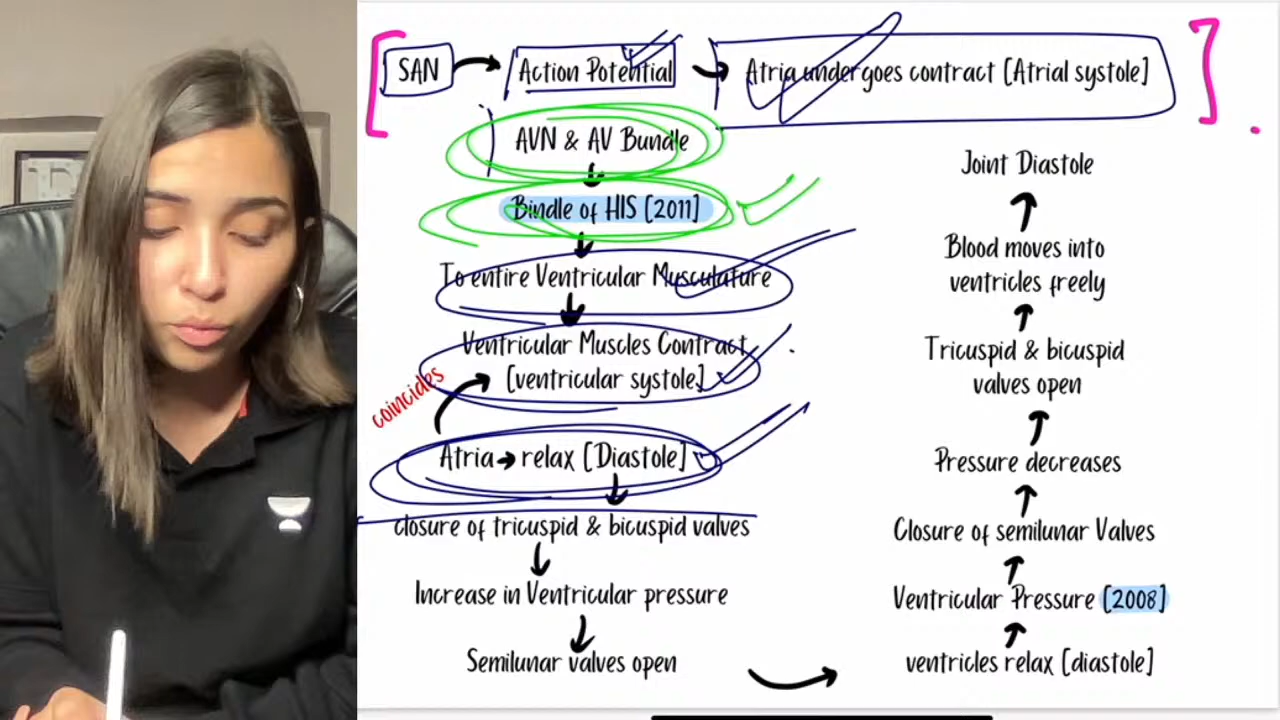 SAN → Action Potential → Atria undergoes contract [Atrial systole]
AVN & AV Bundle
Bindle of HIS [2011]
To entire Ventricular Musculature
Ventricular Muscles Contract
[ventricular systole]
coincides
Atria → relax [Diastole]
closure of tricuspid & bicuspid valves
Increase in Ventricular pressure
Semilunar valves open
Joint Diastole
Blood moves into
ventricles freely
Tricuspid & bicuspid
valves open
Pressure decreases
Closure of semilunar Valves
Ventricular Pressure [2008]
ventricles relax [diastole]